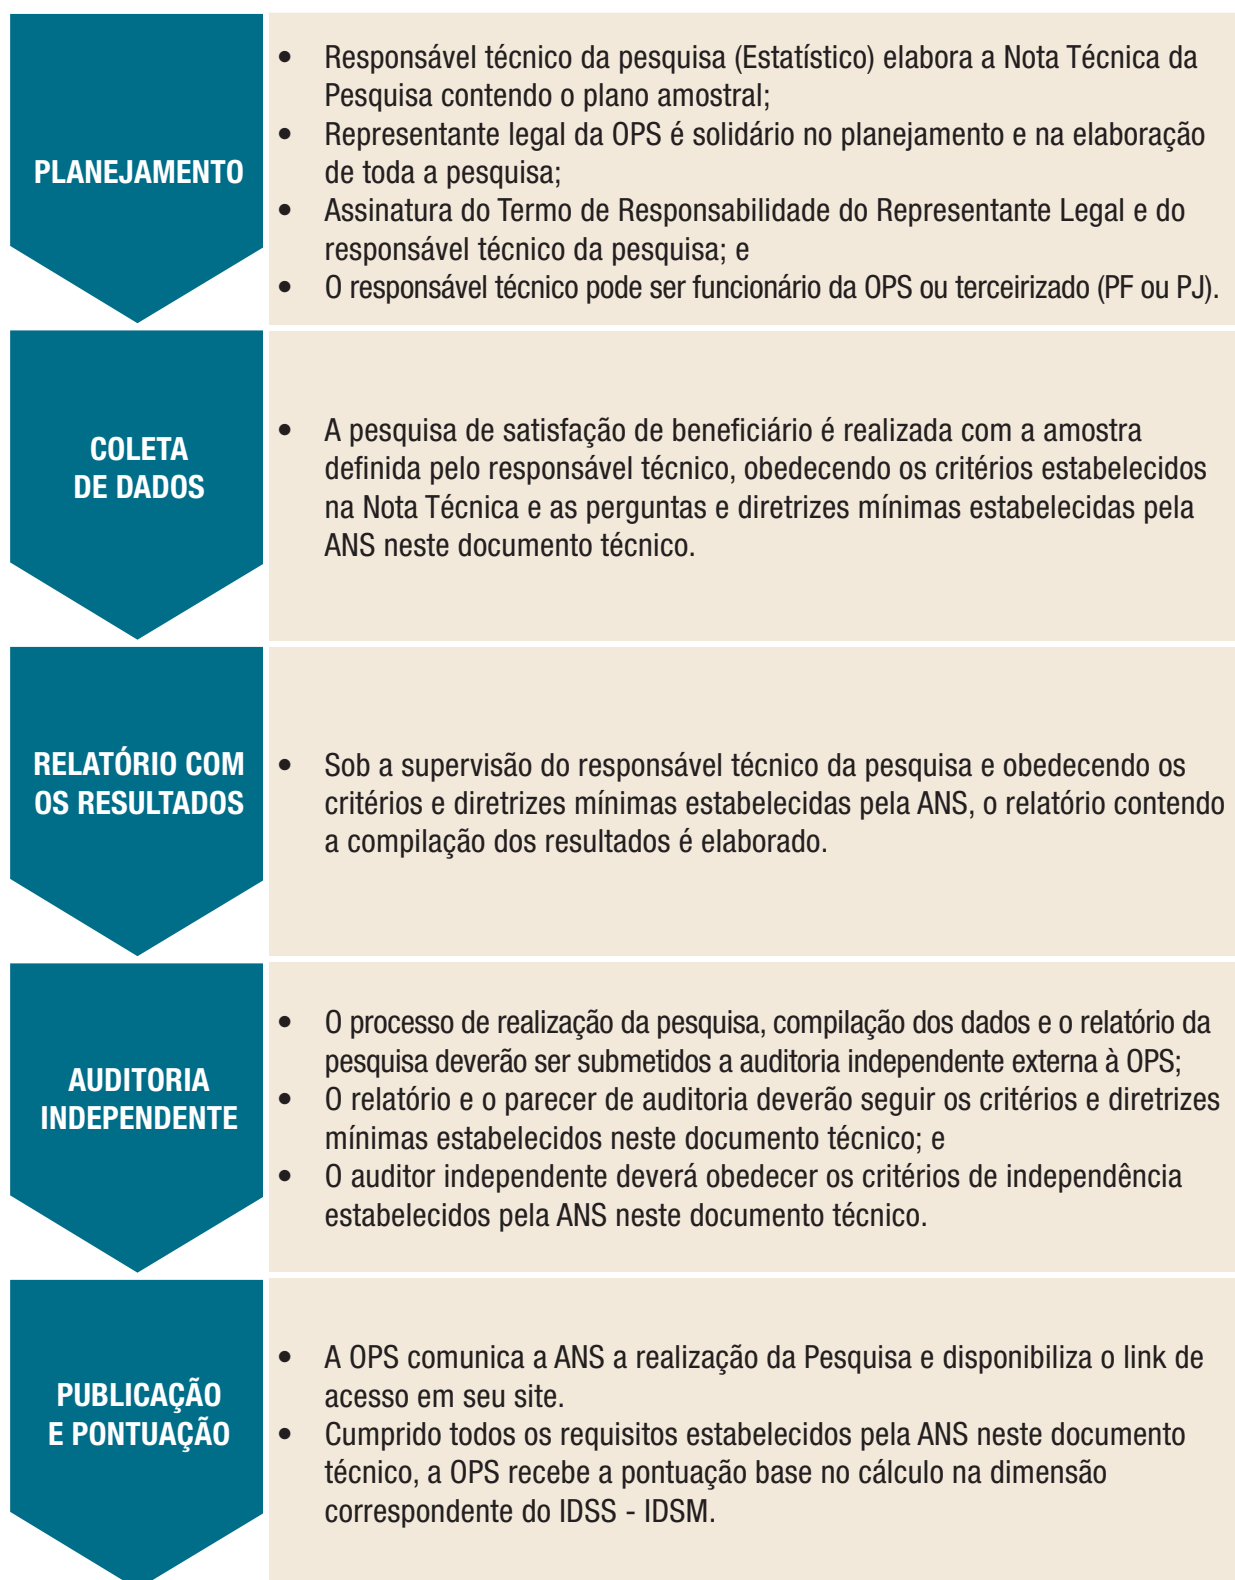 PLANEJAMENTO
• Responsável técnico da pesquisa (Estatístico) elabora a Nota Técnica da
Pesquisa contendo o plano amostral;
• Representante legal da OPS é solidário no planejamento e na elaboração
de toda a pesquisa;
• Assinatura do Termo de Responsabilidade do Representante Legal e do
responsável técnico da pesquisa; e
• O responsável técnico pode ser funcionário da OPS ou terceirizado (PF ou PJ).
COLETA
DE DADOS
• A pesquisa de satisfação de beneficiário é realizada com a amostra
definida pelo responsável técnico, obedecendo os critérios estabelecidos
na Nota Técnica e as perguntas e diretrizes mínimas estabelecidas pela
ANS neste documento técnico.
RELATÓRIO COM
OS RESULTADOS
• Sob a supervisão do responsável técnico da pesquisa e obedecendo os
critérios e diretrizes mínimas estabelecidas pela ANS, o relatório contendo
a compilação dos resultados é elaborado.
AUDITORIA
INDEPENDENTE
• O processo de realização da pesquisa, compilação dos dados e o relatório da
pesquisa deverão ser submetidos a auditoria independente externa à OPS;
• O relatório e o parecer de auditoria deverão seguir os critérios e diretrizes
mínimas estabelecidos neste documento técnico; e
• O auditor independente deverá obedecer os critérios de independência
estabelecidos pela ANS neste documento técnico.
PUBLICAÇÃO
E PONTUAÇÃO
• A OPS comunica a ANS a realização da Pesquisa e disponibiliza o link de
acesso em seu site.
• Cumprido todos os requisitos estabelecidos pela ANS neste documento
técnico, a OPS recebe a pontuação base no cálculo na dimensão
correspondente do IDSS - IDSM.